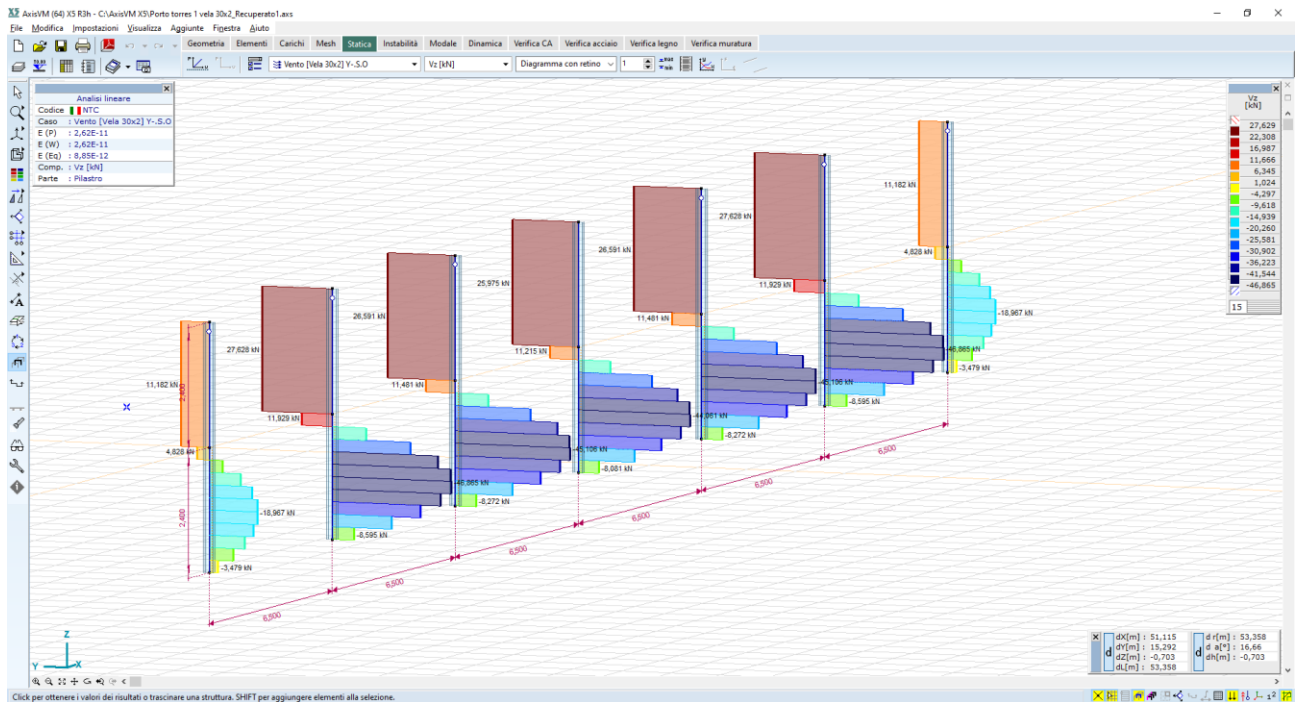 AxisVM (64) X5 R3h - C:\AxisVM X5\Porto torres 1 vela 30x2_Recuperato1.axs
File Modifica Impostazioni Visualizza Aggiunte Finestra Aiuto
Geometria Elementi Carichi Mesh Statica Instabilità Modale Dinamica Verifica CA Verifica acciaio Verifica legno Verifica muratura
Vento [Vela 30x2] Y-.S.O Vz [kN] Diagramma con retino 1
Analisi lineare
Codice NTC
Caso : Vento [Vela 30x2] Y-.S.O
E (P) : 2,62E-11
E (W) : 2,62E-11
E (Eq) : 8,85E-12
Comp. : Vz [kN]
Parte : Pilastro
Vz
[kN]
27,629
22,308
16,987
11,666
6,345
1,024
-4,297
-9,618
-14,939
-20,260
-25,581
-30,902
-36,223
-41,544
-46,865
15
11,182 kN
4,828 kN
-18,967 kN
-3,479 kN
27,628 kN
11,929 kN
-46,865 kN
-8,595 kN
26,591 kN
11,481 kN
-45,106 kN
-8,272 kN
25,975 kN
11,215 kN
-44,061 kN
-8,081 kN
26,591 kN
11,481 kN
-45,106 kN
-8,272 kN
27,628 kN
11,929 kN
-46,865 kN
-8,595 kN
11,182 kN
4,828 kN
-18,967 kN
-3,479 kN
2,400
2,400
6,500
6,500
6,500
6,500
6,500
6,500
Z
Y
X
d
dX[m] : 51,115
dY[m] : 15,292
dZ[m] : -0,703
dL[m] : 53,358
d
d r[m] : 53,358
d a[°] : 16,66
dh[m] : -0,703
Click per ottenere i valori dei risultati o trascinare una struttura. SHIFT per aggiungere elementi alla selezione.